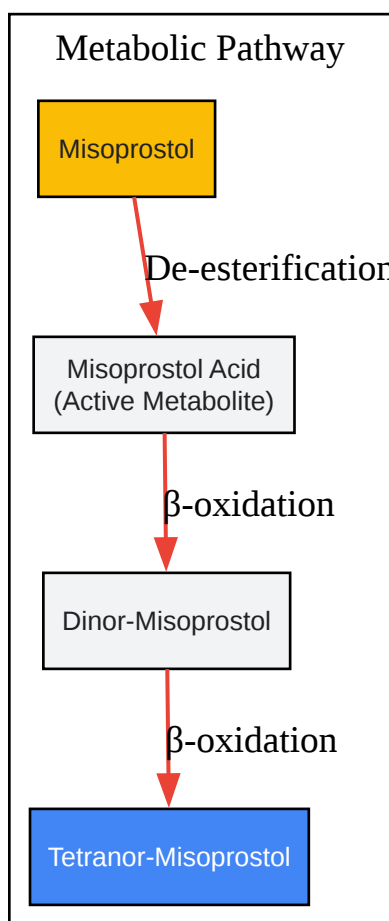 Metabolic Pathway
Misoprostol
De-esterification
Misoprostol Acid
(Active Metabolite)
β-oxidation
Dinor-Misoprostol
β-oxidation
Tetranor-Misoprostol